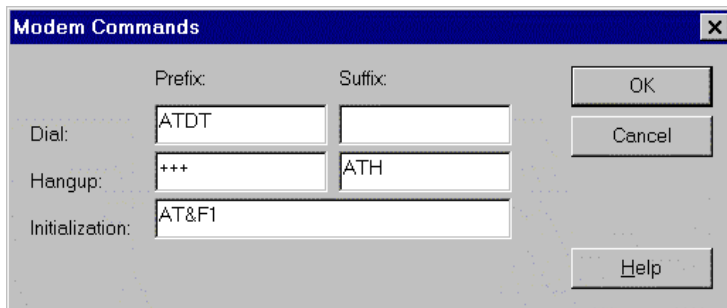 Modem Commands
Prefix: Suffix:
OK
Dial: ATDT
Cancel
Hangup: +++ ATH
Initialization: AT&F1
Help